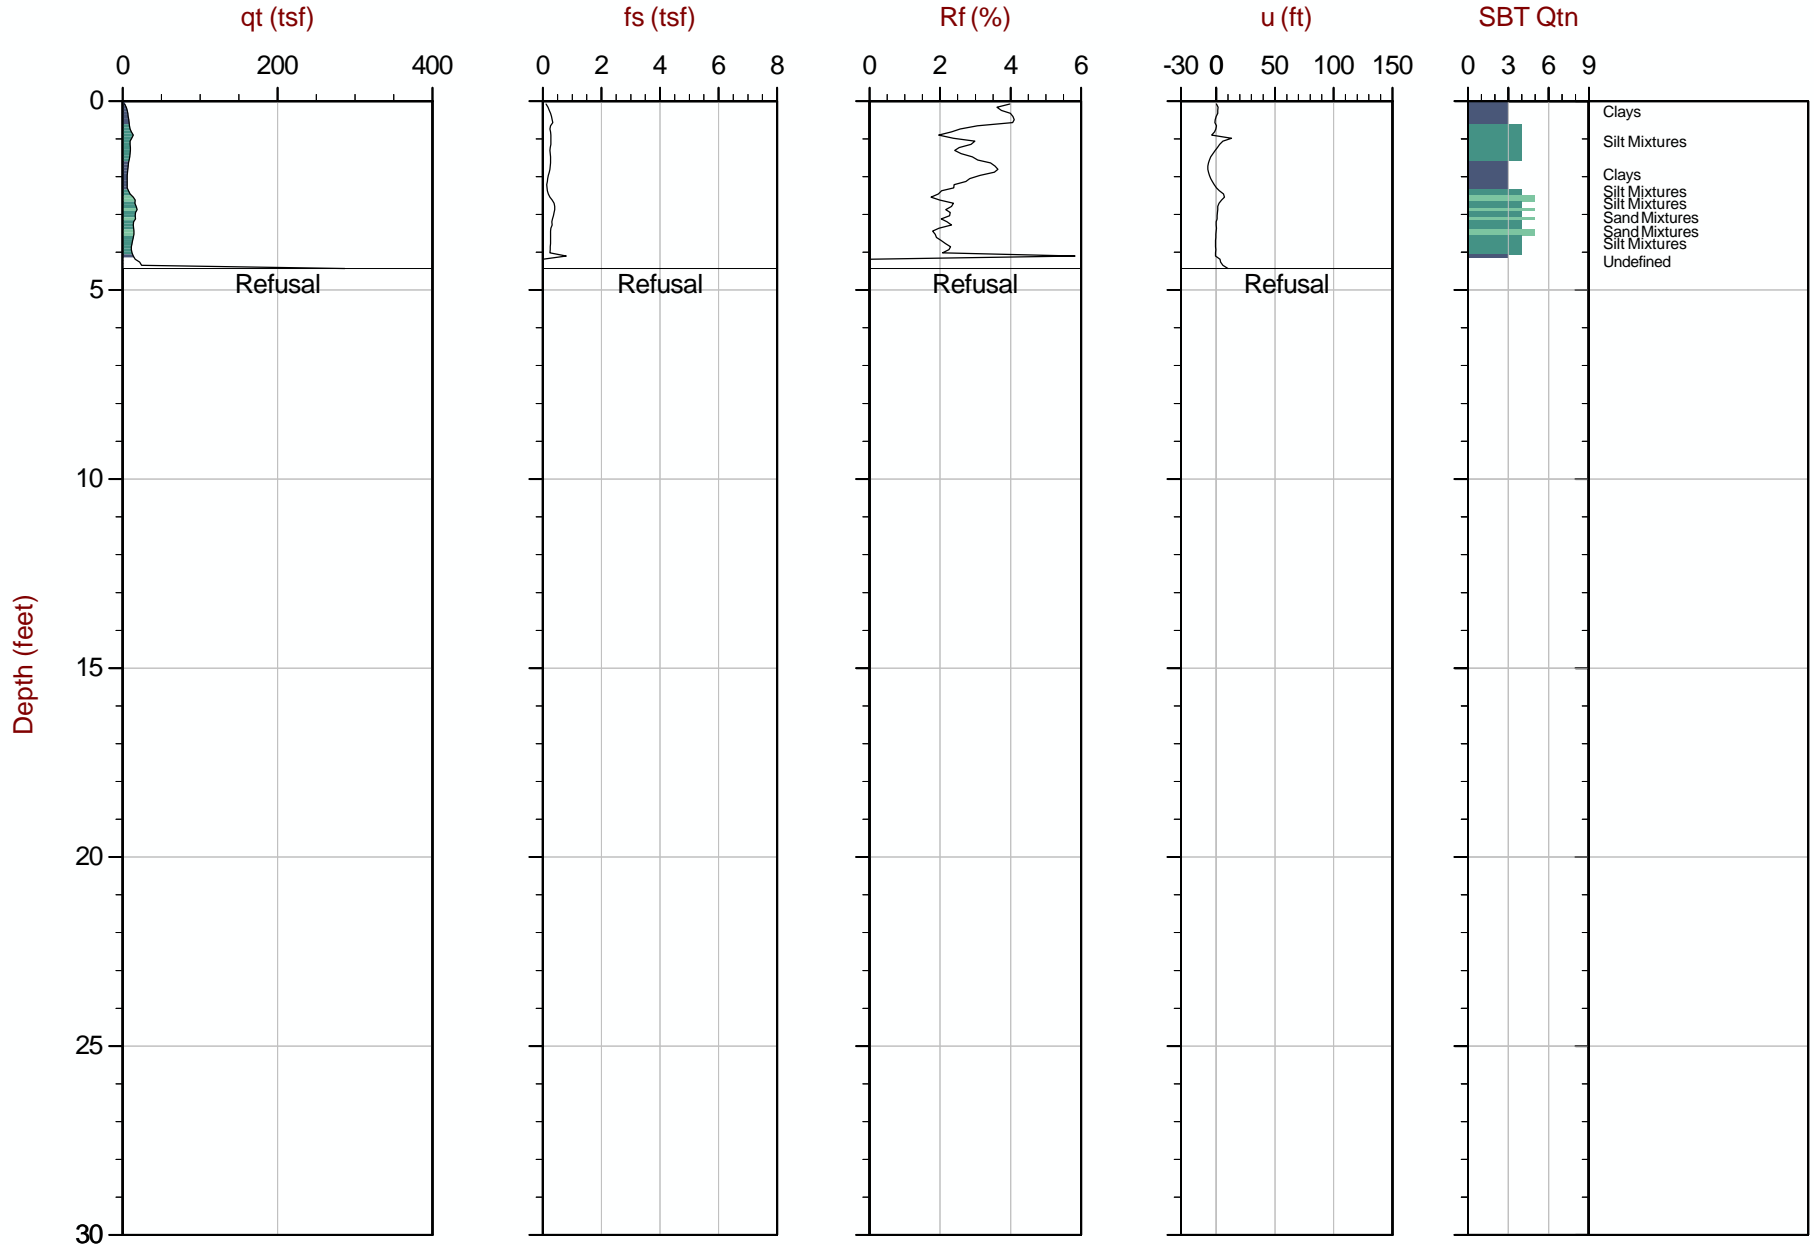 qt (tsf) fs (tsf) Rf (%) u (ft) SBT Qtn
0 200 400 0 2 4 6 8 0 2 4 6 -30 0 50 100 150 0 3 6 9
0
Clays
Silt Mixtures
Clays
Silt Mixtures
Silt Mixtures
Sand Mixtures
Sand Mixtures
Silt Mixtures
Undefined
Refusal Refusal Refusal Refusal
5
10
15
Depth (feet)
20
25
30